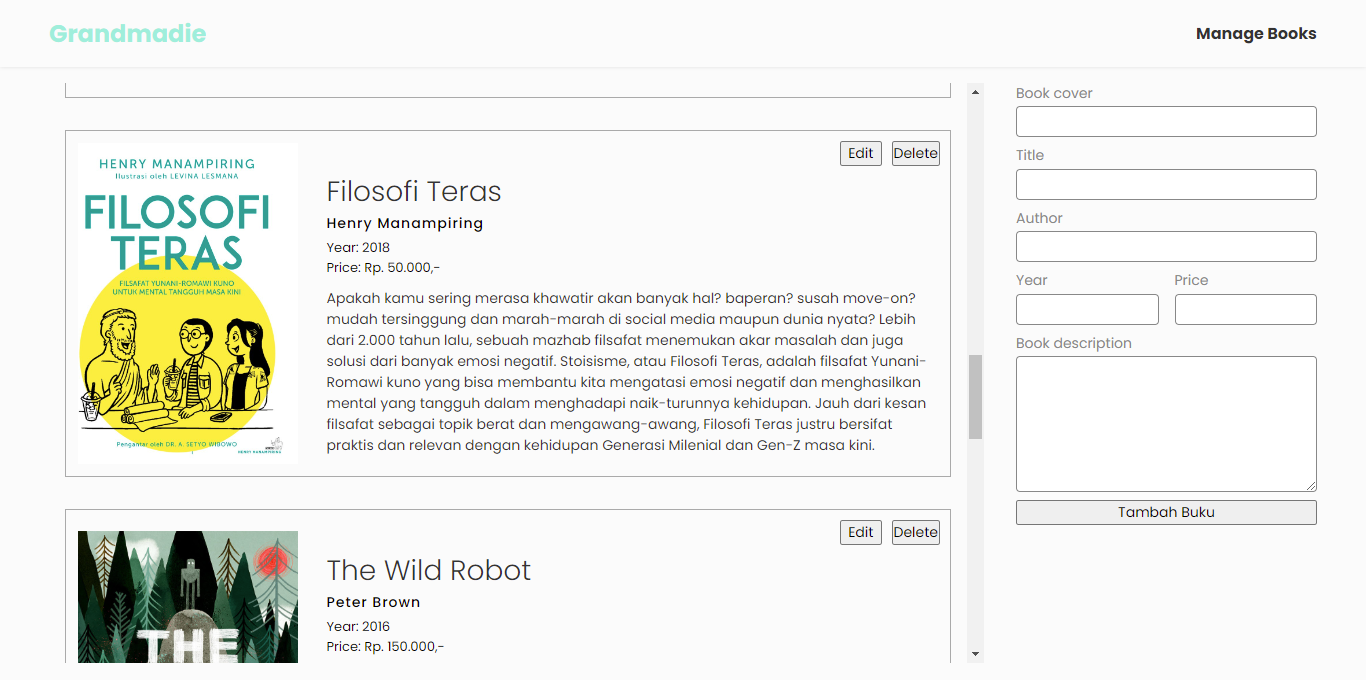 Grandmadie
Manage Books
HENRY MANAMPIRING
Ilustrasi oleh LEVINA LESMANA
FILOSOFI
TERAS
FILSAFAT YUNANI-ROMAWI KUNO
UNTUK MENTAL TANGGUH MASA KINI
Pengantar oleh DR. A. SETYO WIBOWO
HENRY MANAMPIRING
Edit
Delete
Filosofi Teras
Henry Manampiring
Year: 2018
Price: Rp. 50.000,-
Apakah kamu sering merasa khawatir akan banyak hal? baperan? susah move-on?
mudah tersinggung dan marah-marah di social media maupun dunia nyata? Lebih
dari 2.000 tahun lalu, sebuah mazhab filsafat menemukan akar masalah dan juga
solusi dari banyak emosi negatif. Stoisisme, atau Filosofi Teras, adalah filsafat Yunani-
Romawi kuno yang bisa membantu kita mengatasi emosi negatif dan menghasilkan
mental yang tangguh dalam menghadapi naik-turunnya kehidupan. Jauh dari kesan
filsafat sebagai topik berat dan mengawang-awang, Filosofi Teras justru bersifat
praktis dan relevan dengan kehidupan Generasi Milenial dan Gen-Z masa kini.
THE
Edit
Delete
The Wild Robot
Peter Brown
Year: 2016
Price: Rp. 150.000,-
Book cover
Title
Author
Year
Price
Book description
Tambah Buku